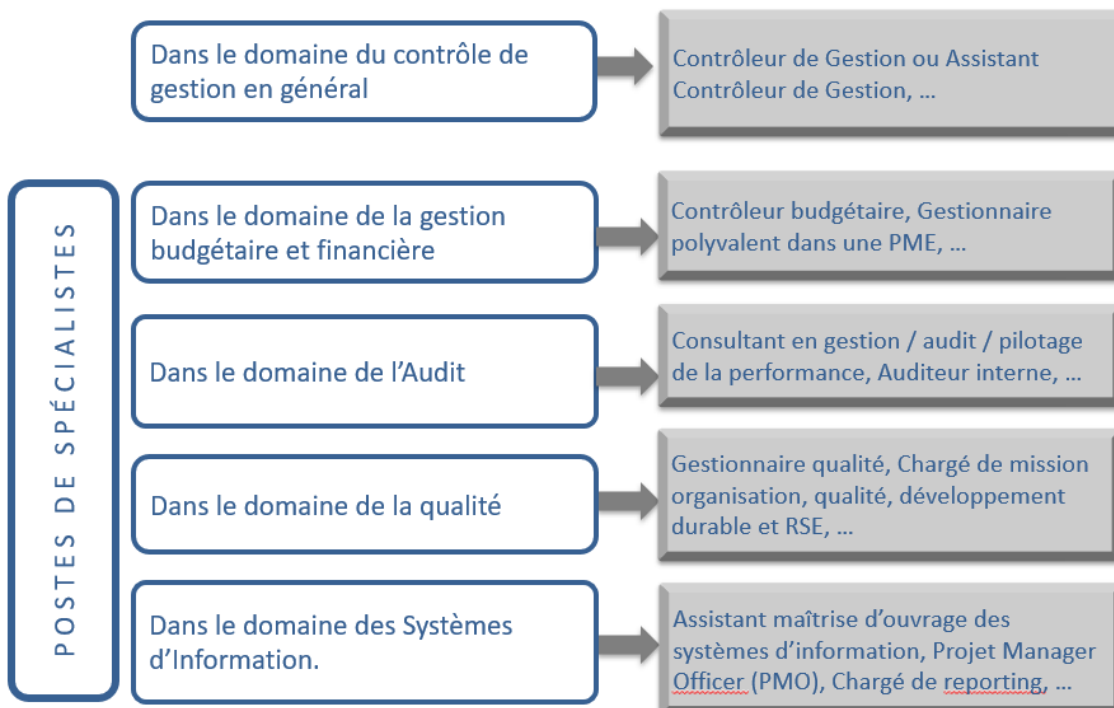 Dans le domaine du contrôle de
gestion en général
Contrôleur de Gestion ou Assistant
Contrôleur de Gestion, …
POSTES DE SPÉCIALISTES
Dans le domaine de la gestion
budgétaire et financière
Contrôleur budgétaire, Gestionnaire
polyvalent dans une PME, …
Dans le domaine de l’Audit
Consultant en gestion / audit / pilotage
de la performance, Auditeur interne, …
Dans le domaine de la qualité
Gestionnaire qualité, Chargé de mission
organisation, qualité, développement
durable et RSE, …
Dans le domaine des Systèmes
d’Information.
Assistant maîtrise d’ouvrage des
systèmes d’information, Projet Manager
Officer (PMO), Chargé de reporting, …